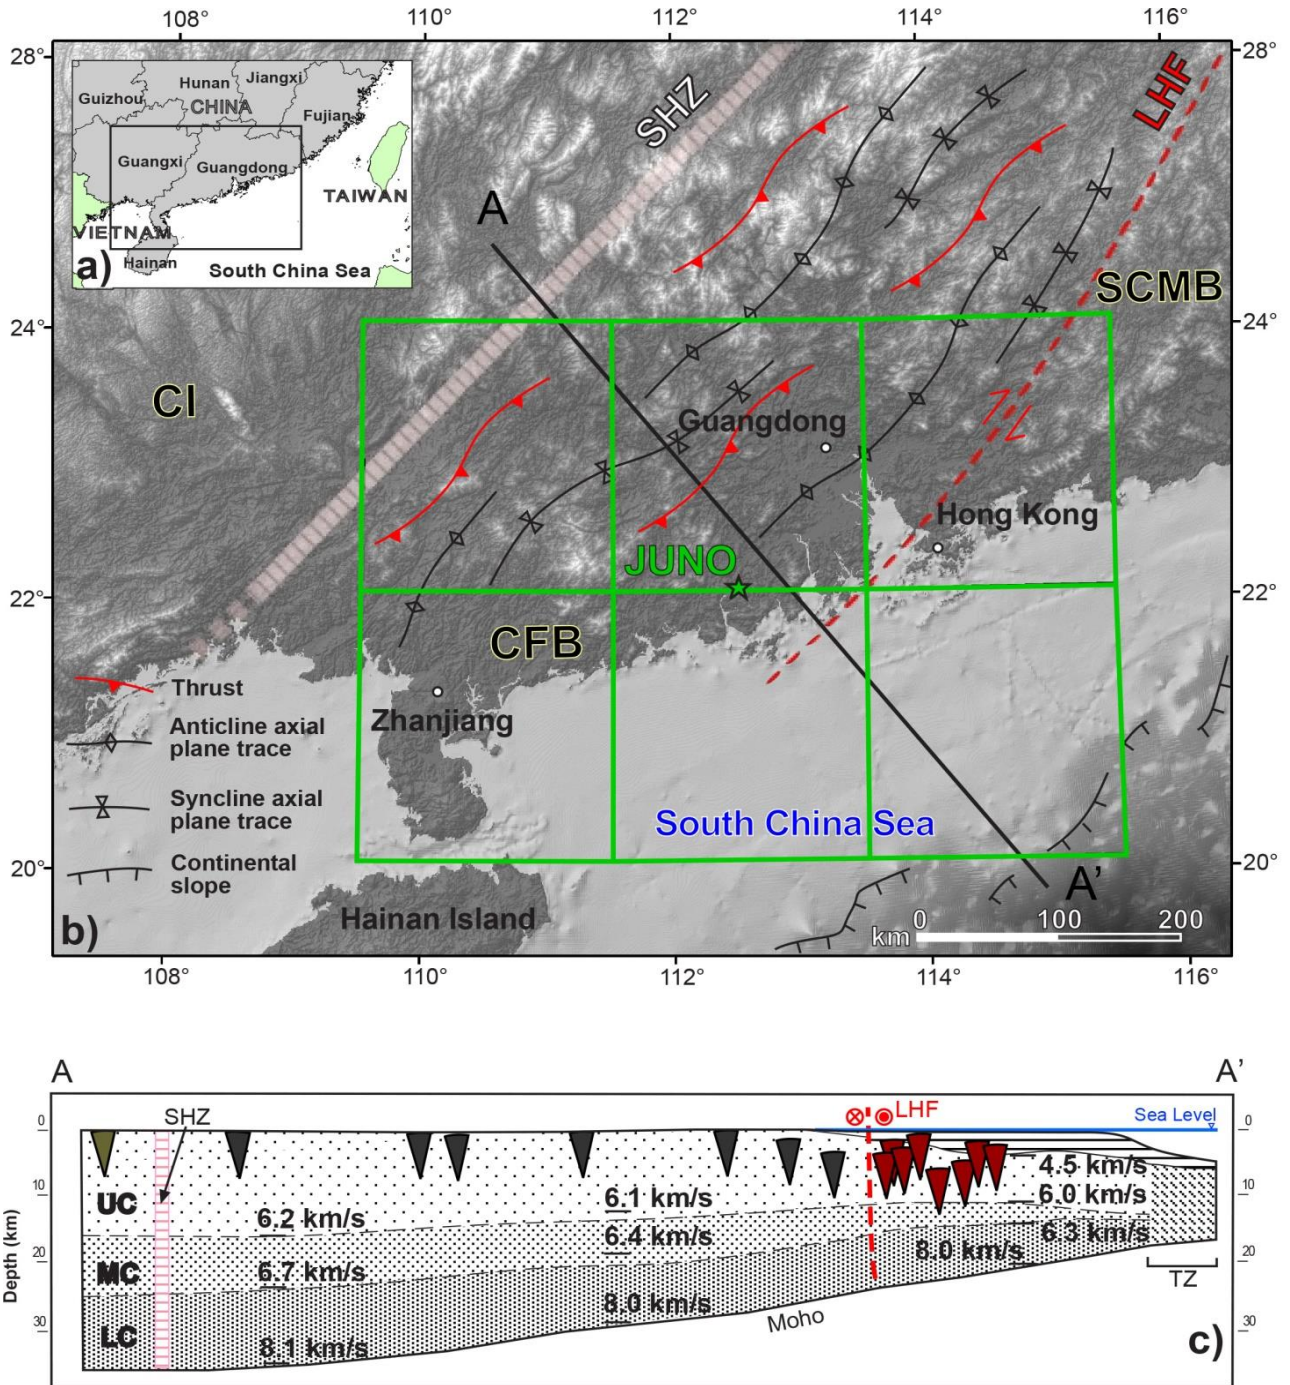 108°
110°
112°
114°
116°
28°
28°
Guizhou
Hunan
Jiangxi
CHINA
Fujian
Guangxi
Guangdong
TAIWAN
VIETNAM
a)
Hainan
South China Sea
SHZ
LHF
A
SCMB
24°
24°
CI
Guangdong
Hong Kong
JUNO
22°
22°
CFB
Thrust
Zhanjiang
Anticline axial
plane trace
Syncline axial
plane trace
South China Sea
Continental
slope
20°
20°
A’
Hainan Island
b)
0
100
200
km
108°
110°
112°
114°
116°
A
A’
SHZ
LHF
Sea Level
0
0
4.5 km/s
10
UC
6.1 km/s
6.0 km/s
10
6.2 km/s
6.4 km/s
6.3 km/s
Depth (km)
20
MC
6.7 km/s
8.0 km/s
20
TZ
8.0 km/s
30
LC
8.1 km/s
Moho
c)
30